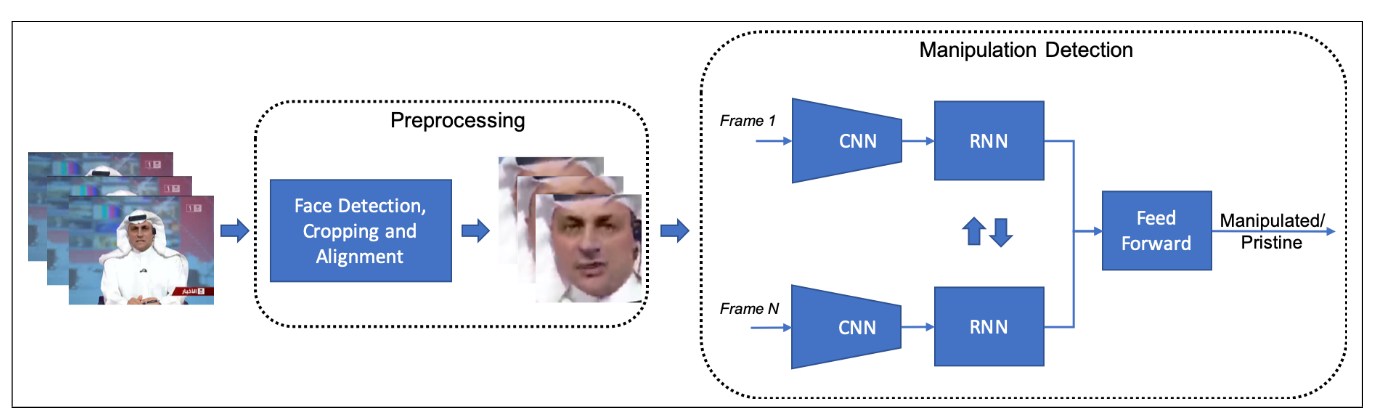 Preprocessing
Face Detection,
Cropping and
Alignment
Manipulation Detection
Frame 1
CNN
RNN
Frame N
CNN
RNN
Feed
Forward
Manipulated/
Pristine
الأخبار